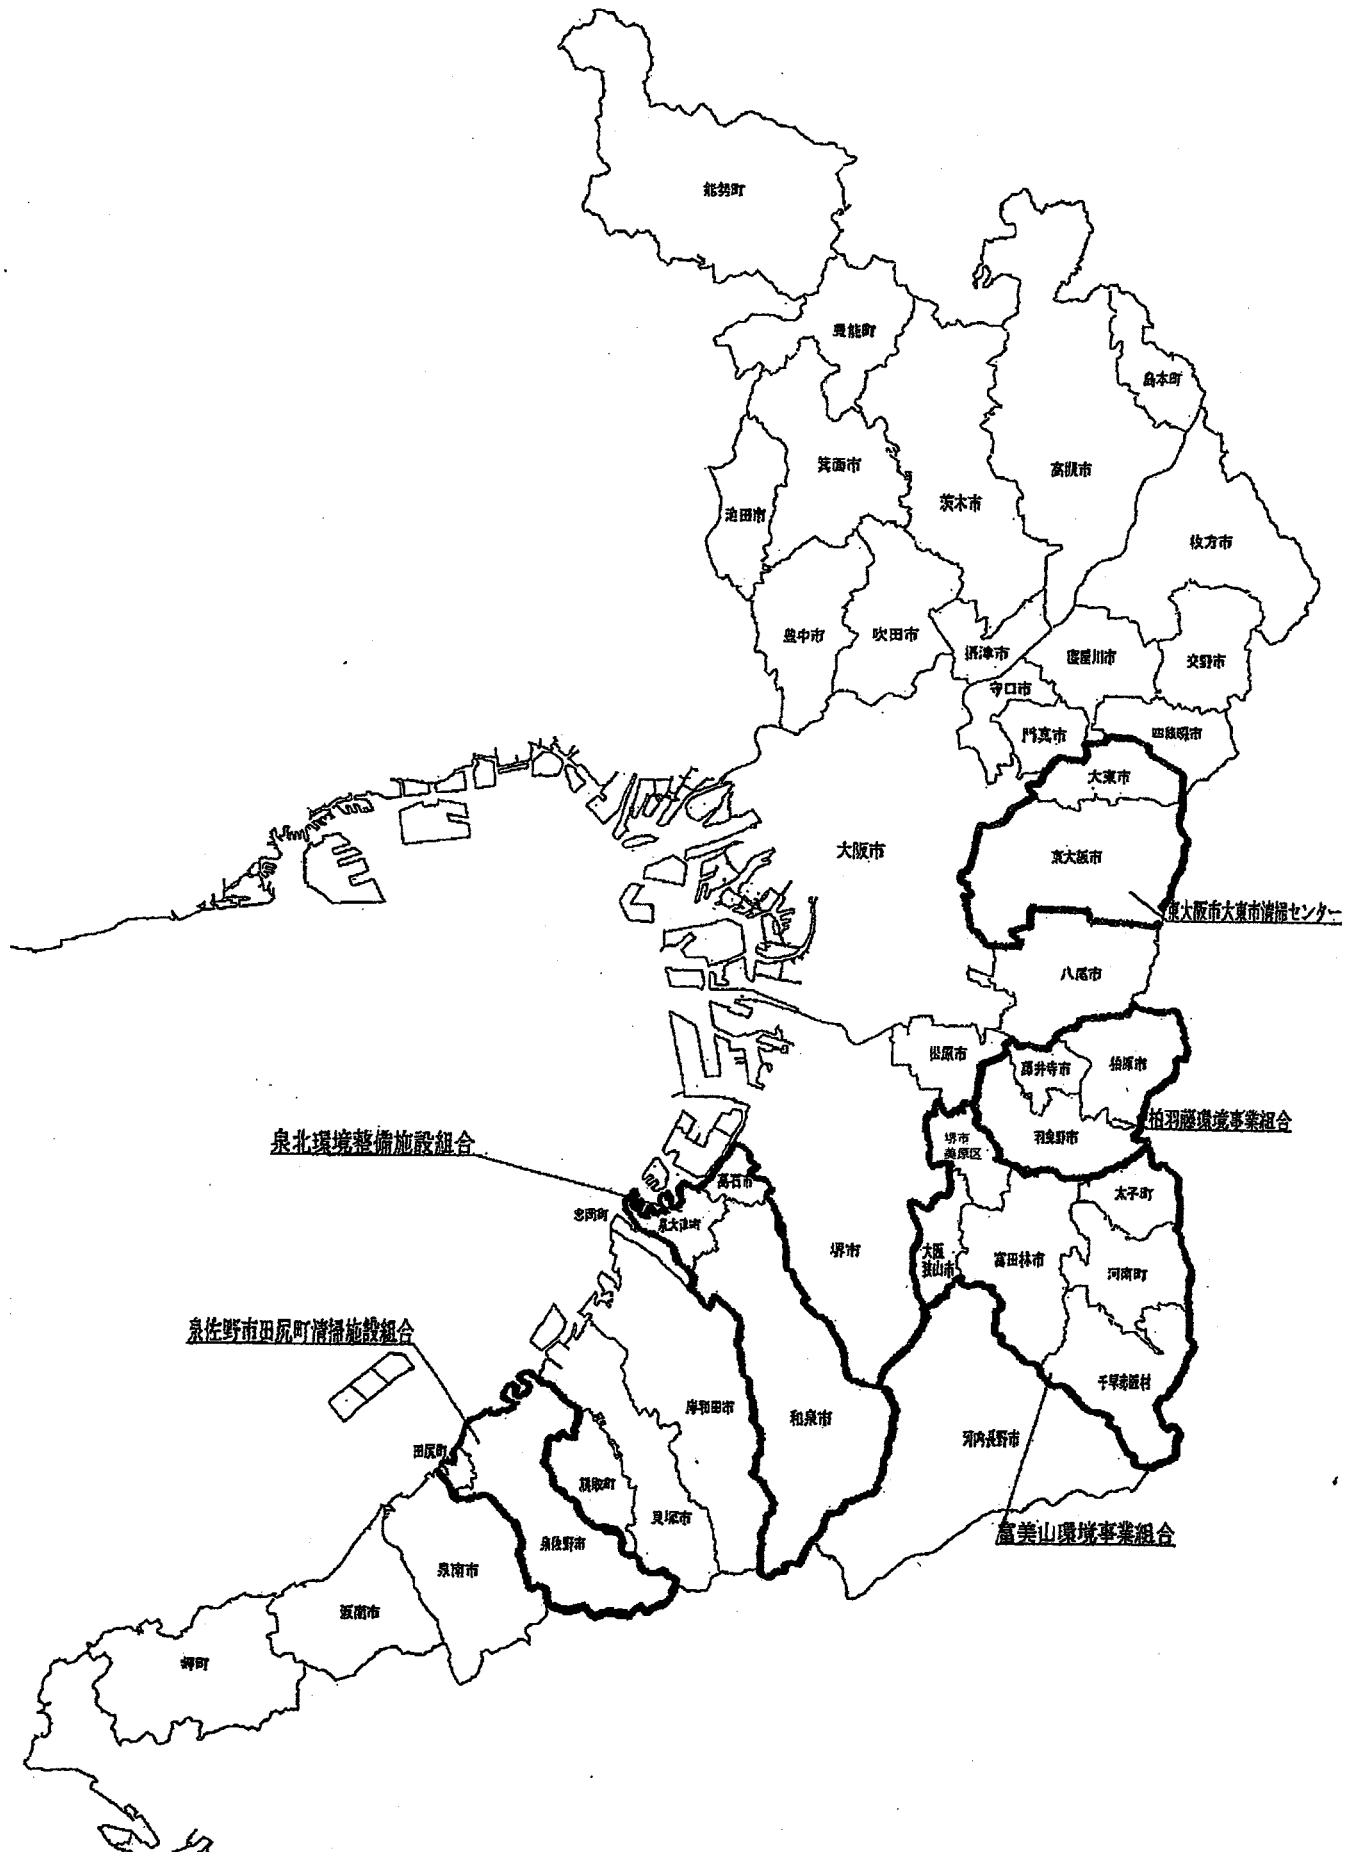 能勢町
豊能町
島本町
箕面市
高槻市
茨木市
池田市
枚方市
豊中市
吹田市
摂津市
寝屋川市
交野市
守口市
門真市
四條畷市
大東市
大阪市
東大阪市
東大阪市大東市清掃センター
八尾市
松原市
藤井寺市
柏原市
柏羽藤環境事業組合
羽曳野市
堺市
美原区
泉北環境整備施設組合
高石市
太子町
忠岡町
泉大津町
堺市
大阪
狭山市
富田林市
河南町
泉佐野市田尻町清掃施設組合
千早赤阪村
岸和田市
和泉市
河内長野市
田尻町
熊取町
貝塚市
富美山環境事業組合
泉佐野市
泉南市
阪南市
岬町